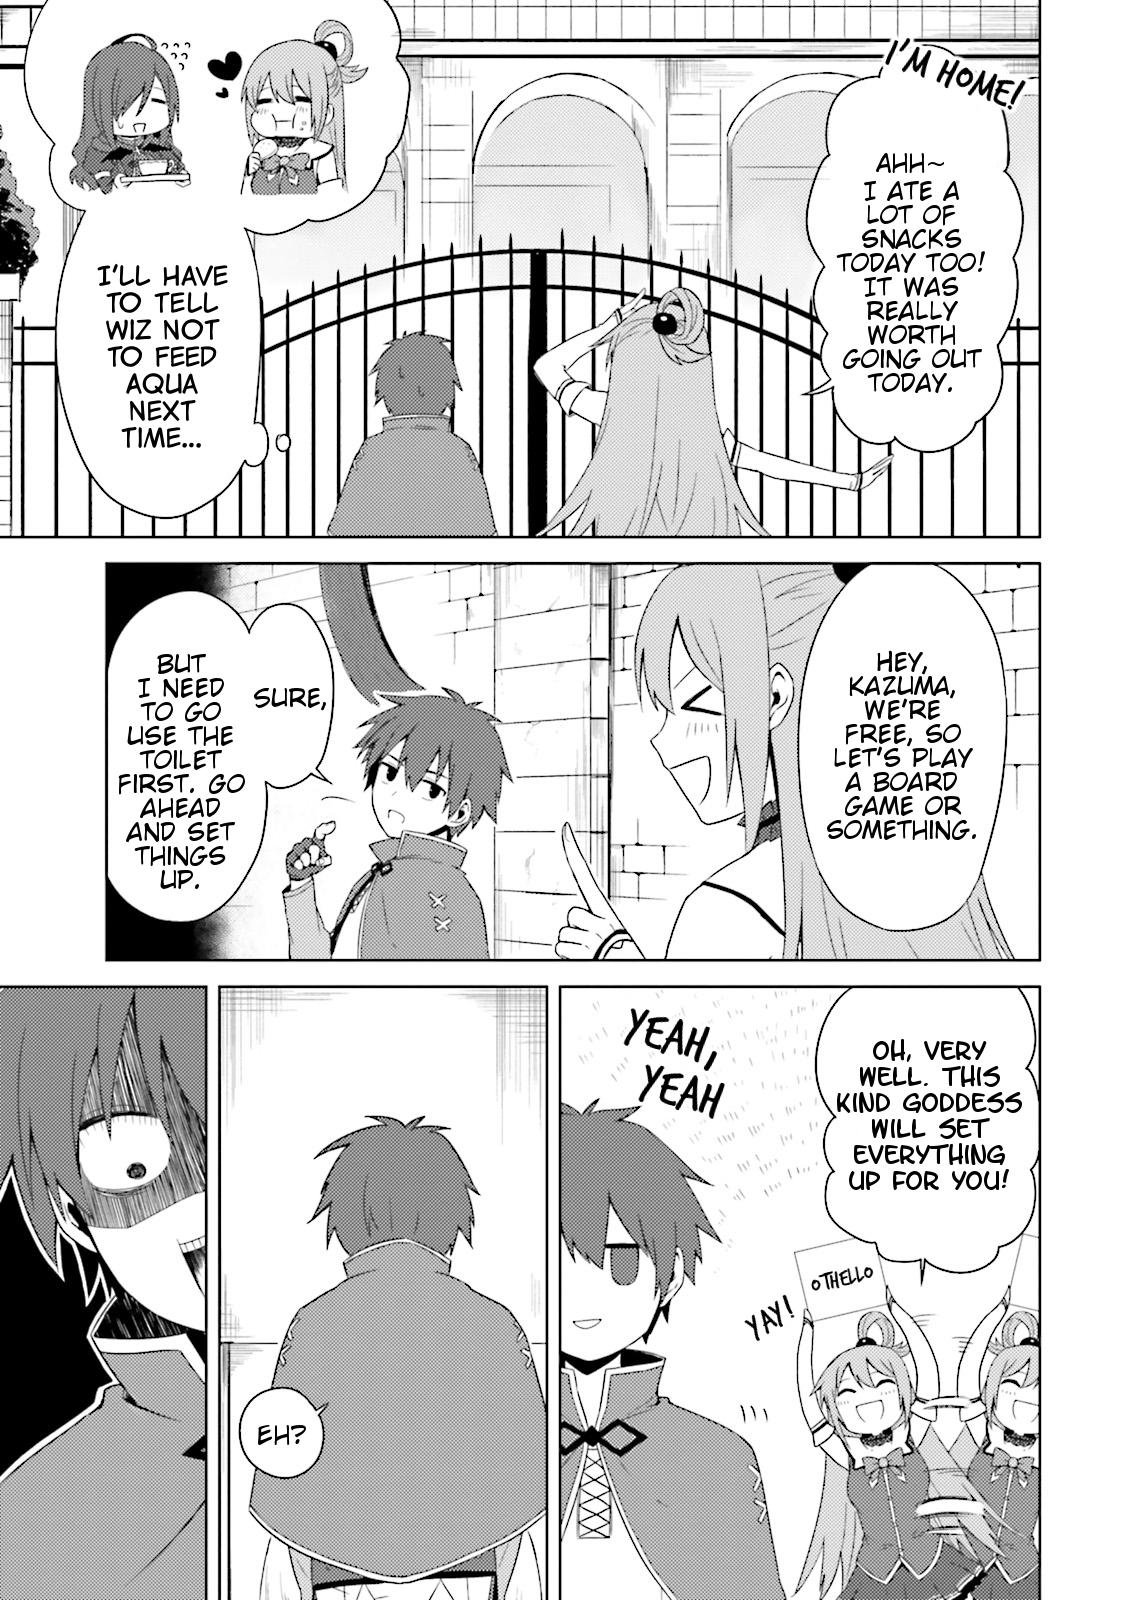 I'M HOME!
AHH~
I ATE A
LOT OF
SNACKS
TODAY TOO!
IT WAS
REALLY
WORTH
GOING OUT
TODAY.
I'LL HAVE
TO TELL
WIZ NOT
TO FEED
AQUA
NEXT
TIME...
HEY,
KAZUMA,
WE'RE
FREE, SO
LET'S PLAY
A BOARD
GAME OR
SOMETHING.
SURE,
BUT
I NEED
TO GO
USE THE
TOILET
FIRST. GO
AHEAD
AND SET
THINGS
UP.
OH, VERY
WELL. THIS
KIND GODDESS
WILL SET
EVERYTHING
UP FOR YOU!
YEAH,
YEAH
OTHELLO
YAY!
EH?